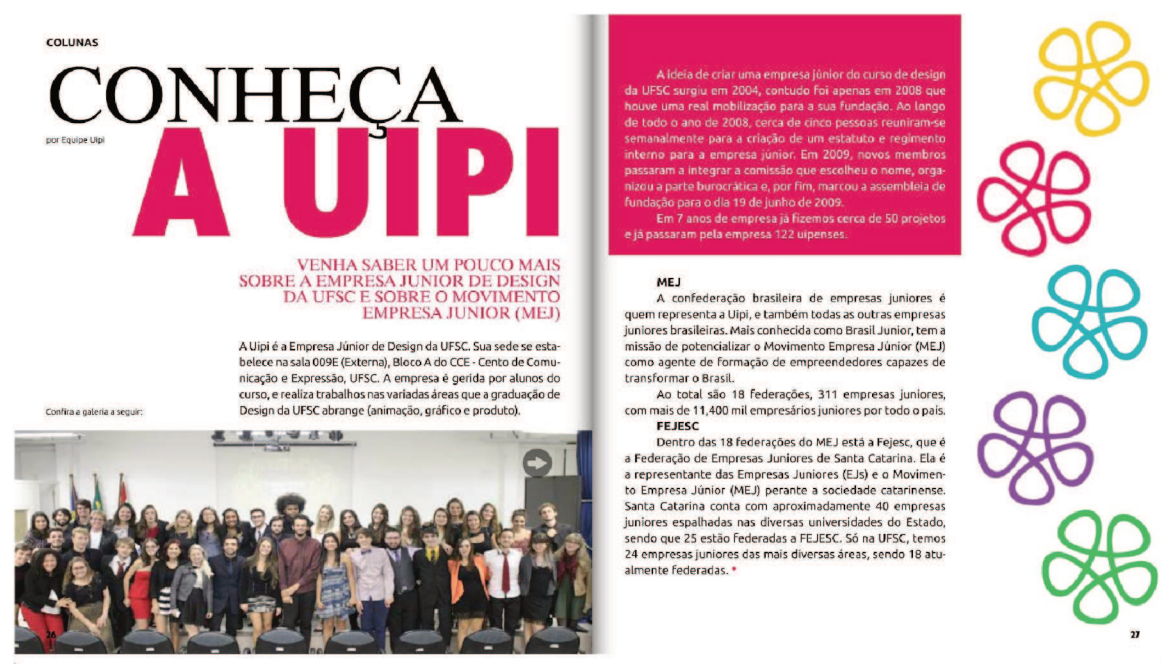 COLUNAS
CONHEÇA
por Equipe Uipi
A UIPI
VENHA SABER UM POUCO MAIS
SOBRE A EMPRESA JUNIOR DE DESIGN
DA UFSC E SOBRE O MOVIMENTO
EMPRESA JUNIOR (MEJ)
A Uipi é a Empresa Júnior de Design da UFSC. Sua sede se esta-
belece na sala 009E (Externa), Bloco A do CCE - Cento de Comu-
nicação e Expressão, UFSC. A empresa é gerida por alunos do
curso, e realiza trabalhos nas variadas áreas que a graduação de
Design da UFSC abrange (animação, gráfico e produto).
Confira a galeria a seguir:
26
A ideia de criar uma empresa júnior do curso de design
da UFSC surgiu em 2004, contudo foi apenas em 2008 que
houve uma real mobilização para a sua fundação. Ao longo
de todo o ano de 2008, cerca de cinco pessoas reuniram-se
semanalmente para a criação de um estatuto e regimento
interno para a empresa júnior. Em 2009, novos membros
passaram a integrar a comissão que escolheu o nome, orga-
nizou a parte burocrática e, por fim, marcou a assembleia de
fundação para o dia 19 de junho de 2009.
Em 7 anos de empresa já fizemos cerca de 50 projetos
e já passaram pela empresa 122 uipenses.
MEJ
A confederação brasileira de empresas juniores é
quem representa a Uipi, e também todas as outras empresas
juniores brasileiras. Mais conhecida como Brasil Junior, tem a
missão de potencializar o Movimento Empresa Júnior (MEJ)
como agente de formação de empreendedores capazes de
transformar o Brasil.
Ao total são 18 federações, 311 empresas juniores,
com mais de 11,400 mil empresários juniores por todo o país.
FEJESC
Dentro das 18 federações do MEJ está a Fejesc, que é
a Federação de Empresas Juniores de Santa Catarina. Ela é
a representante das Empresas Juniores (EJs) e o Movimen-
to Empresa Júnior (MEJ) perante a sociedade catarinense.
Santa Catarina conta com aproximadamente 40 empresas
juniores espalhadas nas diversas universidades do Estado,
sendo que 25 estão federadas a FEJESC. Só na UFSC, temos
24 empresas juniores das mais diversas áreas, sendo 18 atu-
almente federadas. *
27